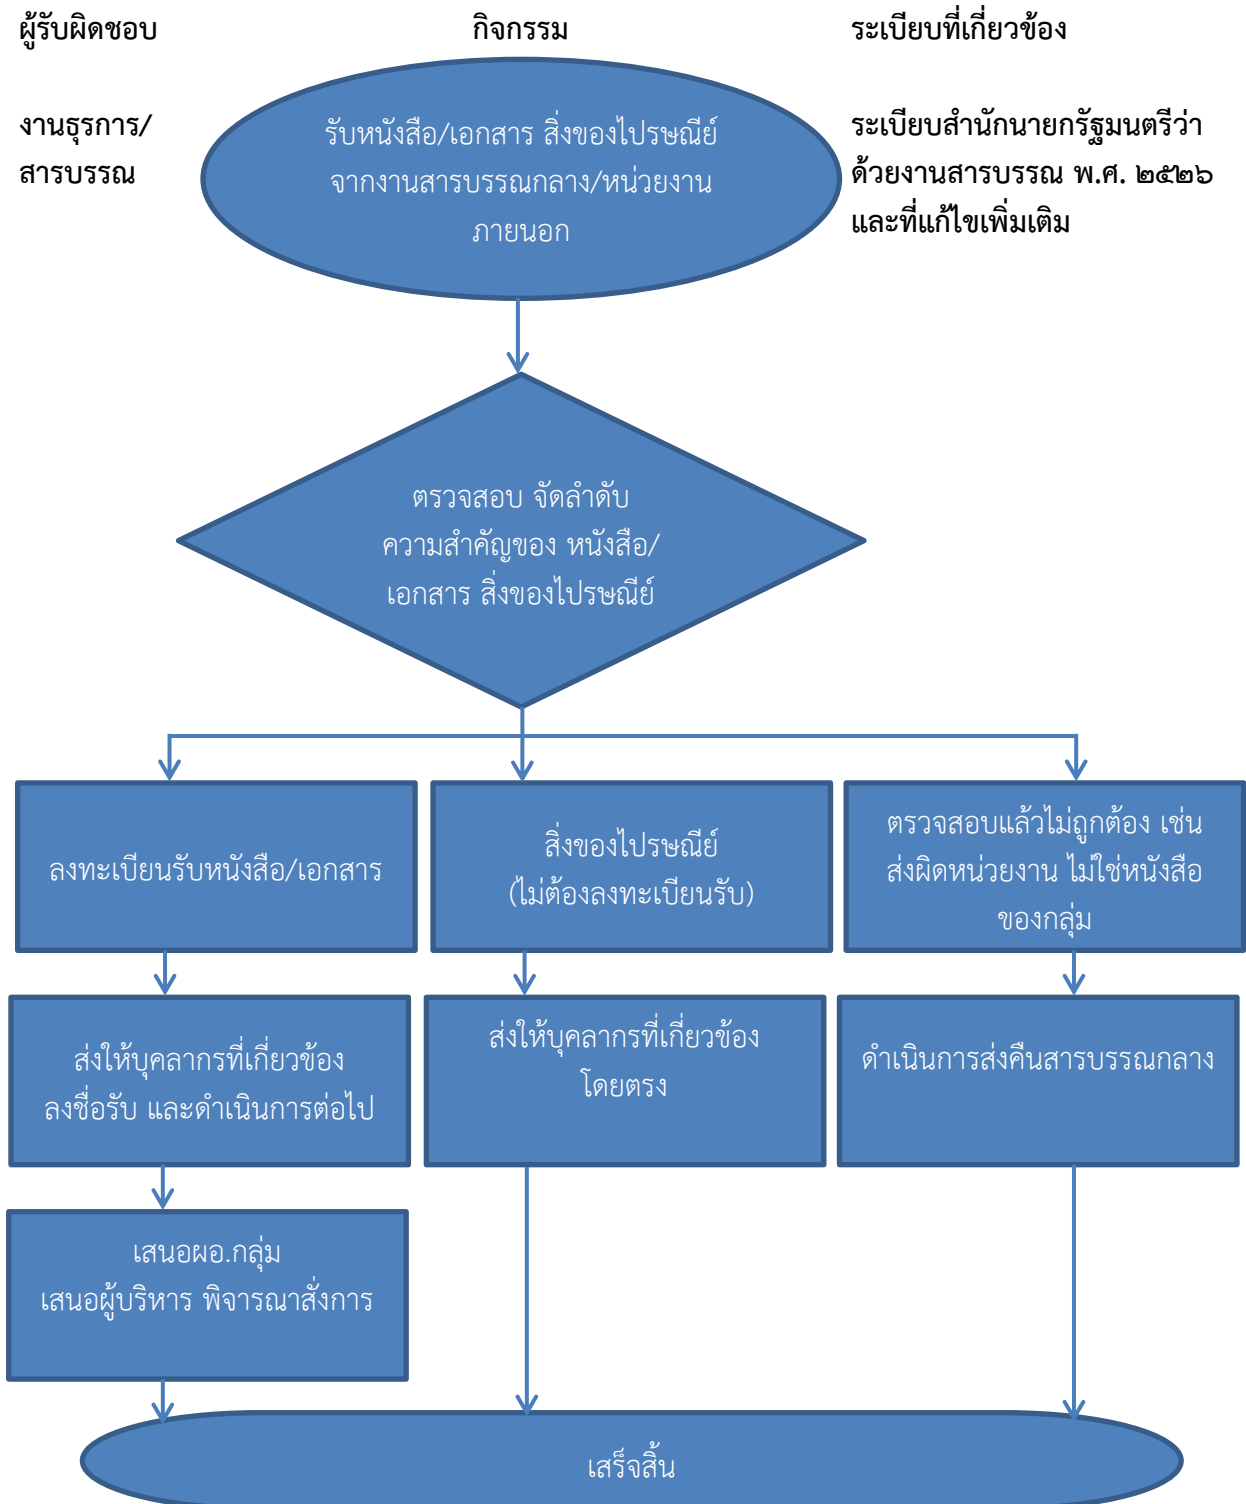 ผู้รับผิดชอบ
กิจกรรม
ระเบียบที่เกี่ยวข้อง
งานธุรการ/
สารบรรณ
รับหนังสือ/เอกสาร สิ่งของไปรษณีย์
จากงานสารบรรณกลาง/หน่วยงาน
ภายนอก
ระเบียบสำนักนายกรัฐมนตรีว่า
ด้วยงานสารบรรณ พ.ศ. ๒๕๒๖
และที่แก้ไขเพิ่มเติม
ตรวจสอบ จัดลำดับ
ความสำคัญของ หนังสือ/
เอกสาร สิ่งของไปรษณีย์
ลงทะเบียนรับหนังสือ/เอกสาร
สิ่งของไปรษณีย์
(ไม่ต้องลงทะเบียนรับ)
ตรวจสอบแล้วไม่ถูกต้อง เช่น
ส่งผิดหน่วยงาน ไม่ใช่หนังสือ
ของกลุ่ม
ส่งให้บุคลากรที่เกี่ยวข้อง
ลงชื่อรับ และดำเนินการต่อไป
ส่งให้บุคลากรที่เกี่ยวข้อง
โดยตรง
ดำเนินการส่งคืนสารบรรณกลาง
เสนอผอ.กลุ่ม
เสนอผู้บริหาร พิจารณาสั่งการ
เสร็จสิ้น